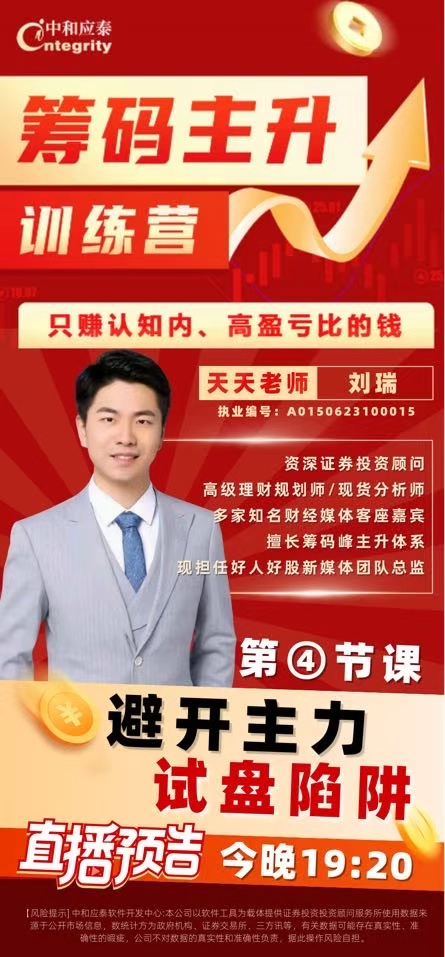 中和应泰
integrity
筹码主升
训练营
只赚认知内、高盈亏比的钱
天天老师 刘瑞
执业编号：A0150623100015
资深证券投资顾问
高级理财规划师/现货分析师
多家知名财经媒体客座嘉宾
擅长筹码峰主升体系
现担任好人好股新媒体团队总监
第④节课
避开主力
试盘陷阱
直播预告 今晚19:20
【风险提示】中和应泰软件开发中心:本公司以软件工具为载体提供证券投资投资顾问服务所使用数据来
源于公开市场信息，数统计方为政府机构、证券交易所、三方讯等，有关数据可能存在真实性、准
确性的瑕疵，公司不对数据的真实性和准确性负责，据此操作风险自担。